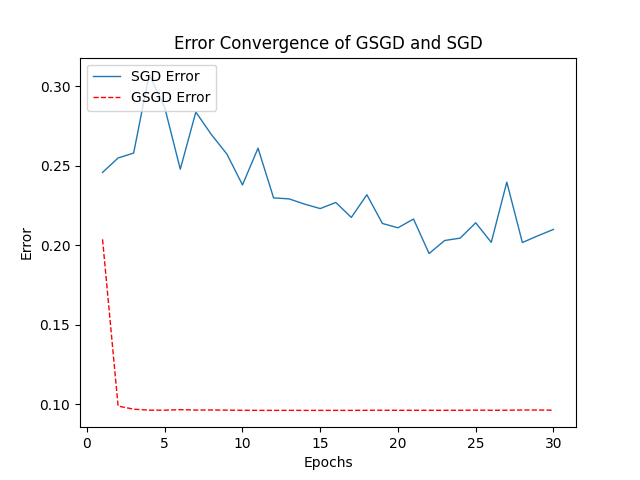 Error Convergence of GSGD and SGD
SGD Error
GSGD Error
0.30
0.25
0.20
0.15
0.10
Error
0 5 10 15 20 25 30
Epochs